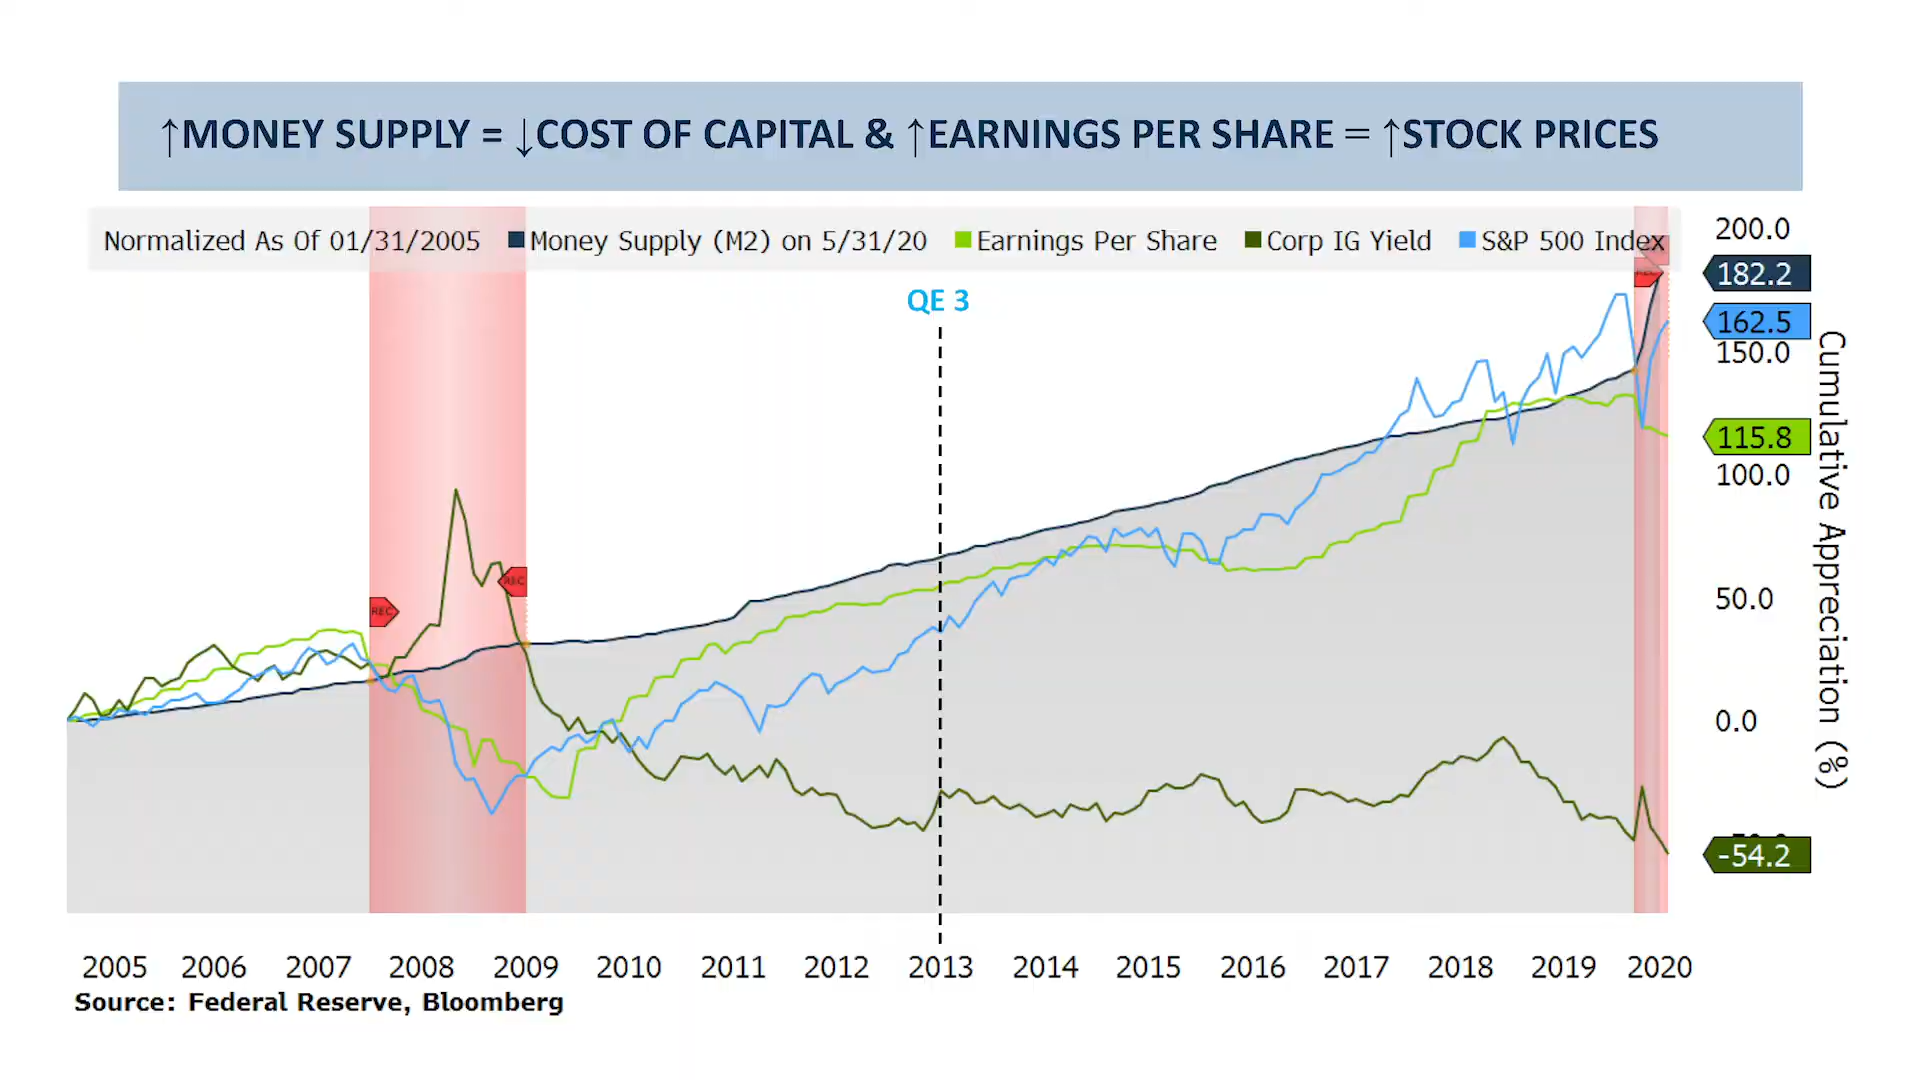 ↑MONEY SUPPLY = ↓COST OF CAPITAL & ↑EARNINGS PER SHARE = ↑STOCK PRICES
Normalized As Of 01/31/2005 Money Supply (M2) on 5/31/20 Earnings Per Share Corp IG Yield S&P 500 Index
200.0
182.2
162.5
150.0
115.8
100.0
50.0
0.0
-54.2
Cumulative Appreciation (%)
QE 3
REC
REC
2005 2006 2007 2008 2009 2010 2011 2012 2013 2014 2015 2016 2017 2018 2019 2020
Source: Federal Reserve, Bloomberg